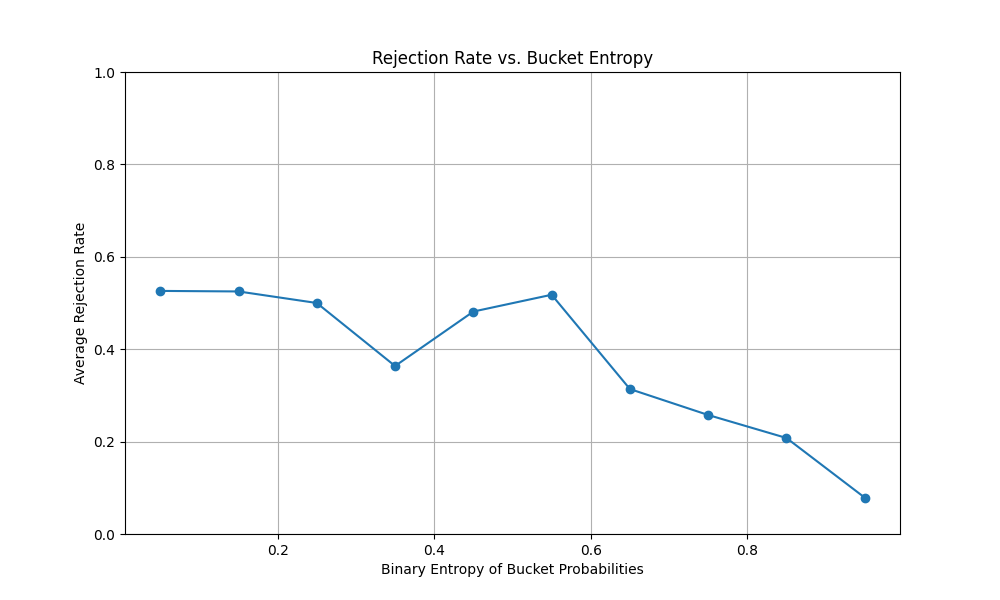 Rejection Rate vs. Bucket Entropy
1.0
0.8
0.6
0.4
0.2
0.0
Average Rejection Rate
0.2 0.4 0.6 0.8
Binary Entropy of Bucket Probabilities